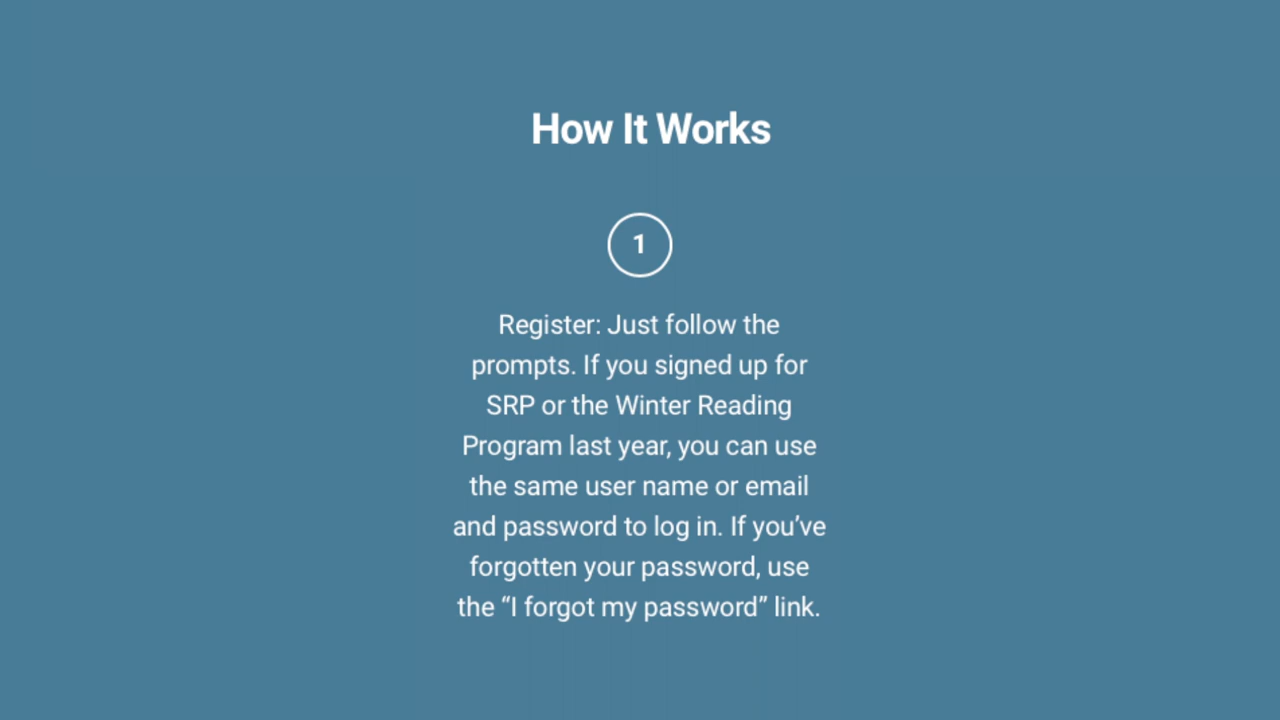 How It Works
1
Register: Just follow the
prompts. If you signed up for
SRP or the Winter Reading
Program last year, you can use
the same user name or email
and password to log in. If you’ve
forgotten your password, use
the “I forgot my password” link.